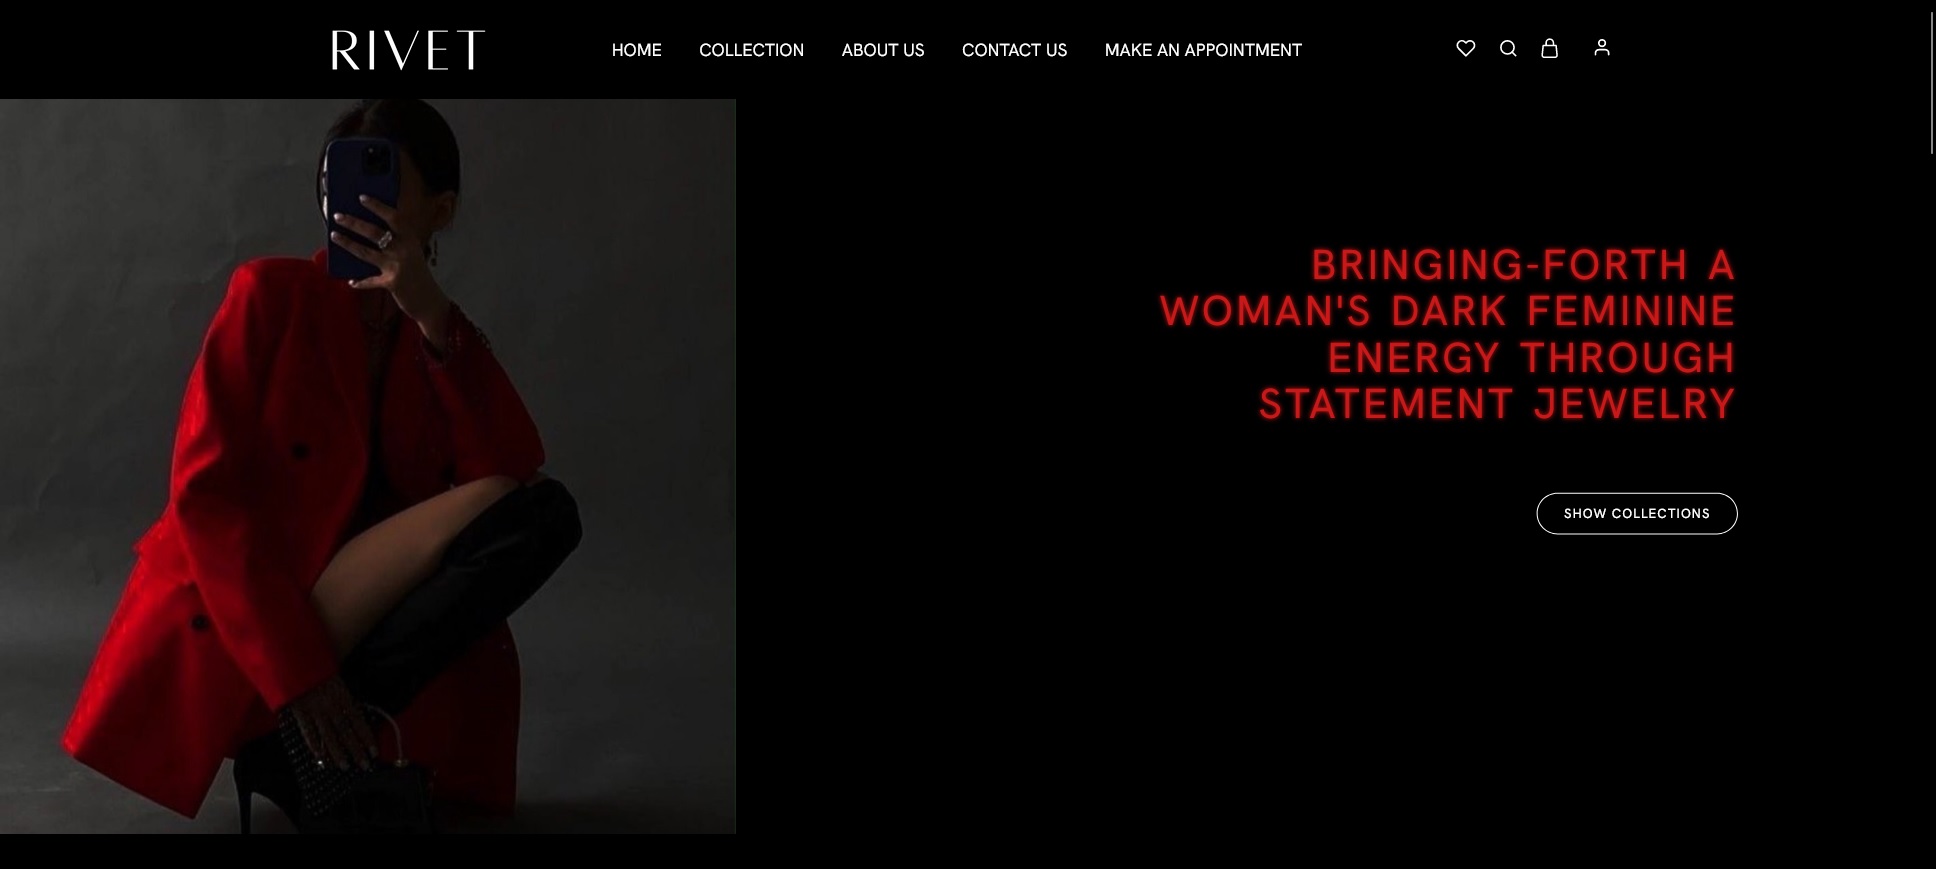 RIVET
HOME
COLLECTION
ABOUT US
CONTACT US
MAKE AN APPOINTMENT
BRINGING-FORTH A
WOMAN'S DARK FEMININE
ENERGY THROUGH
STATEMENT JEWELRY
SHOW COLLECTIONS